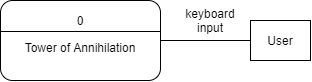 0
Tower of Annihilation
keyboard
input
User